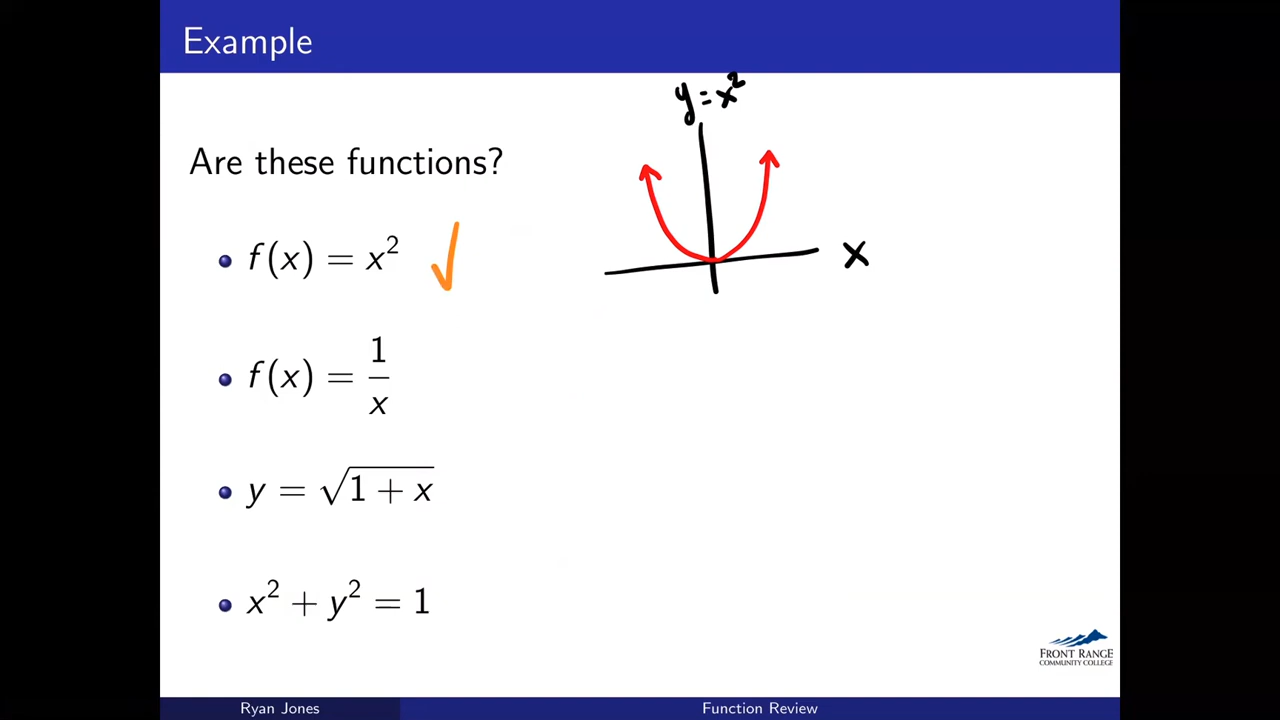 Example
y = x²
Are these functions?
• f(x) = x² ✓
x
• f(x) = 1/x
• y = √(1 + x)
• x² + y² = 1
FRONT RANGE
COMMUNITY COLLEGE
Ryan Jones
Function Review